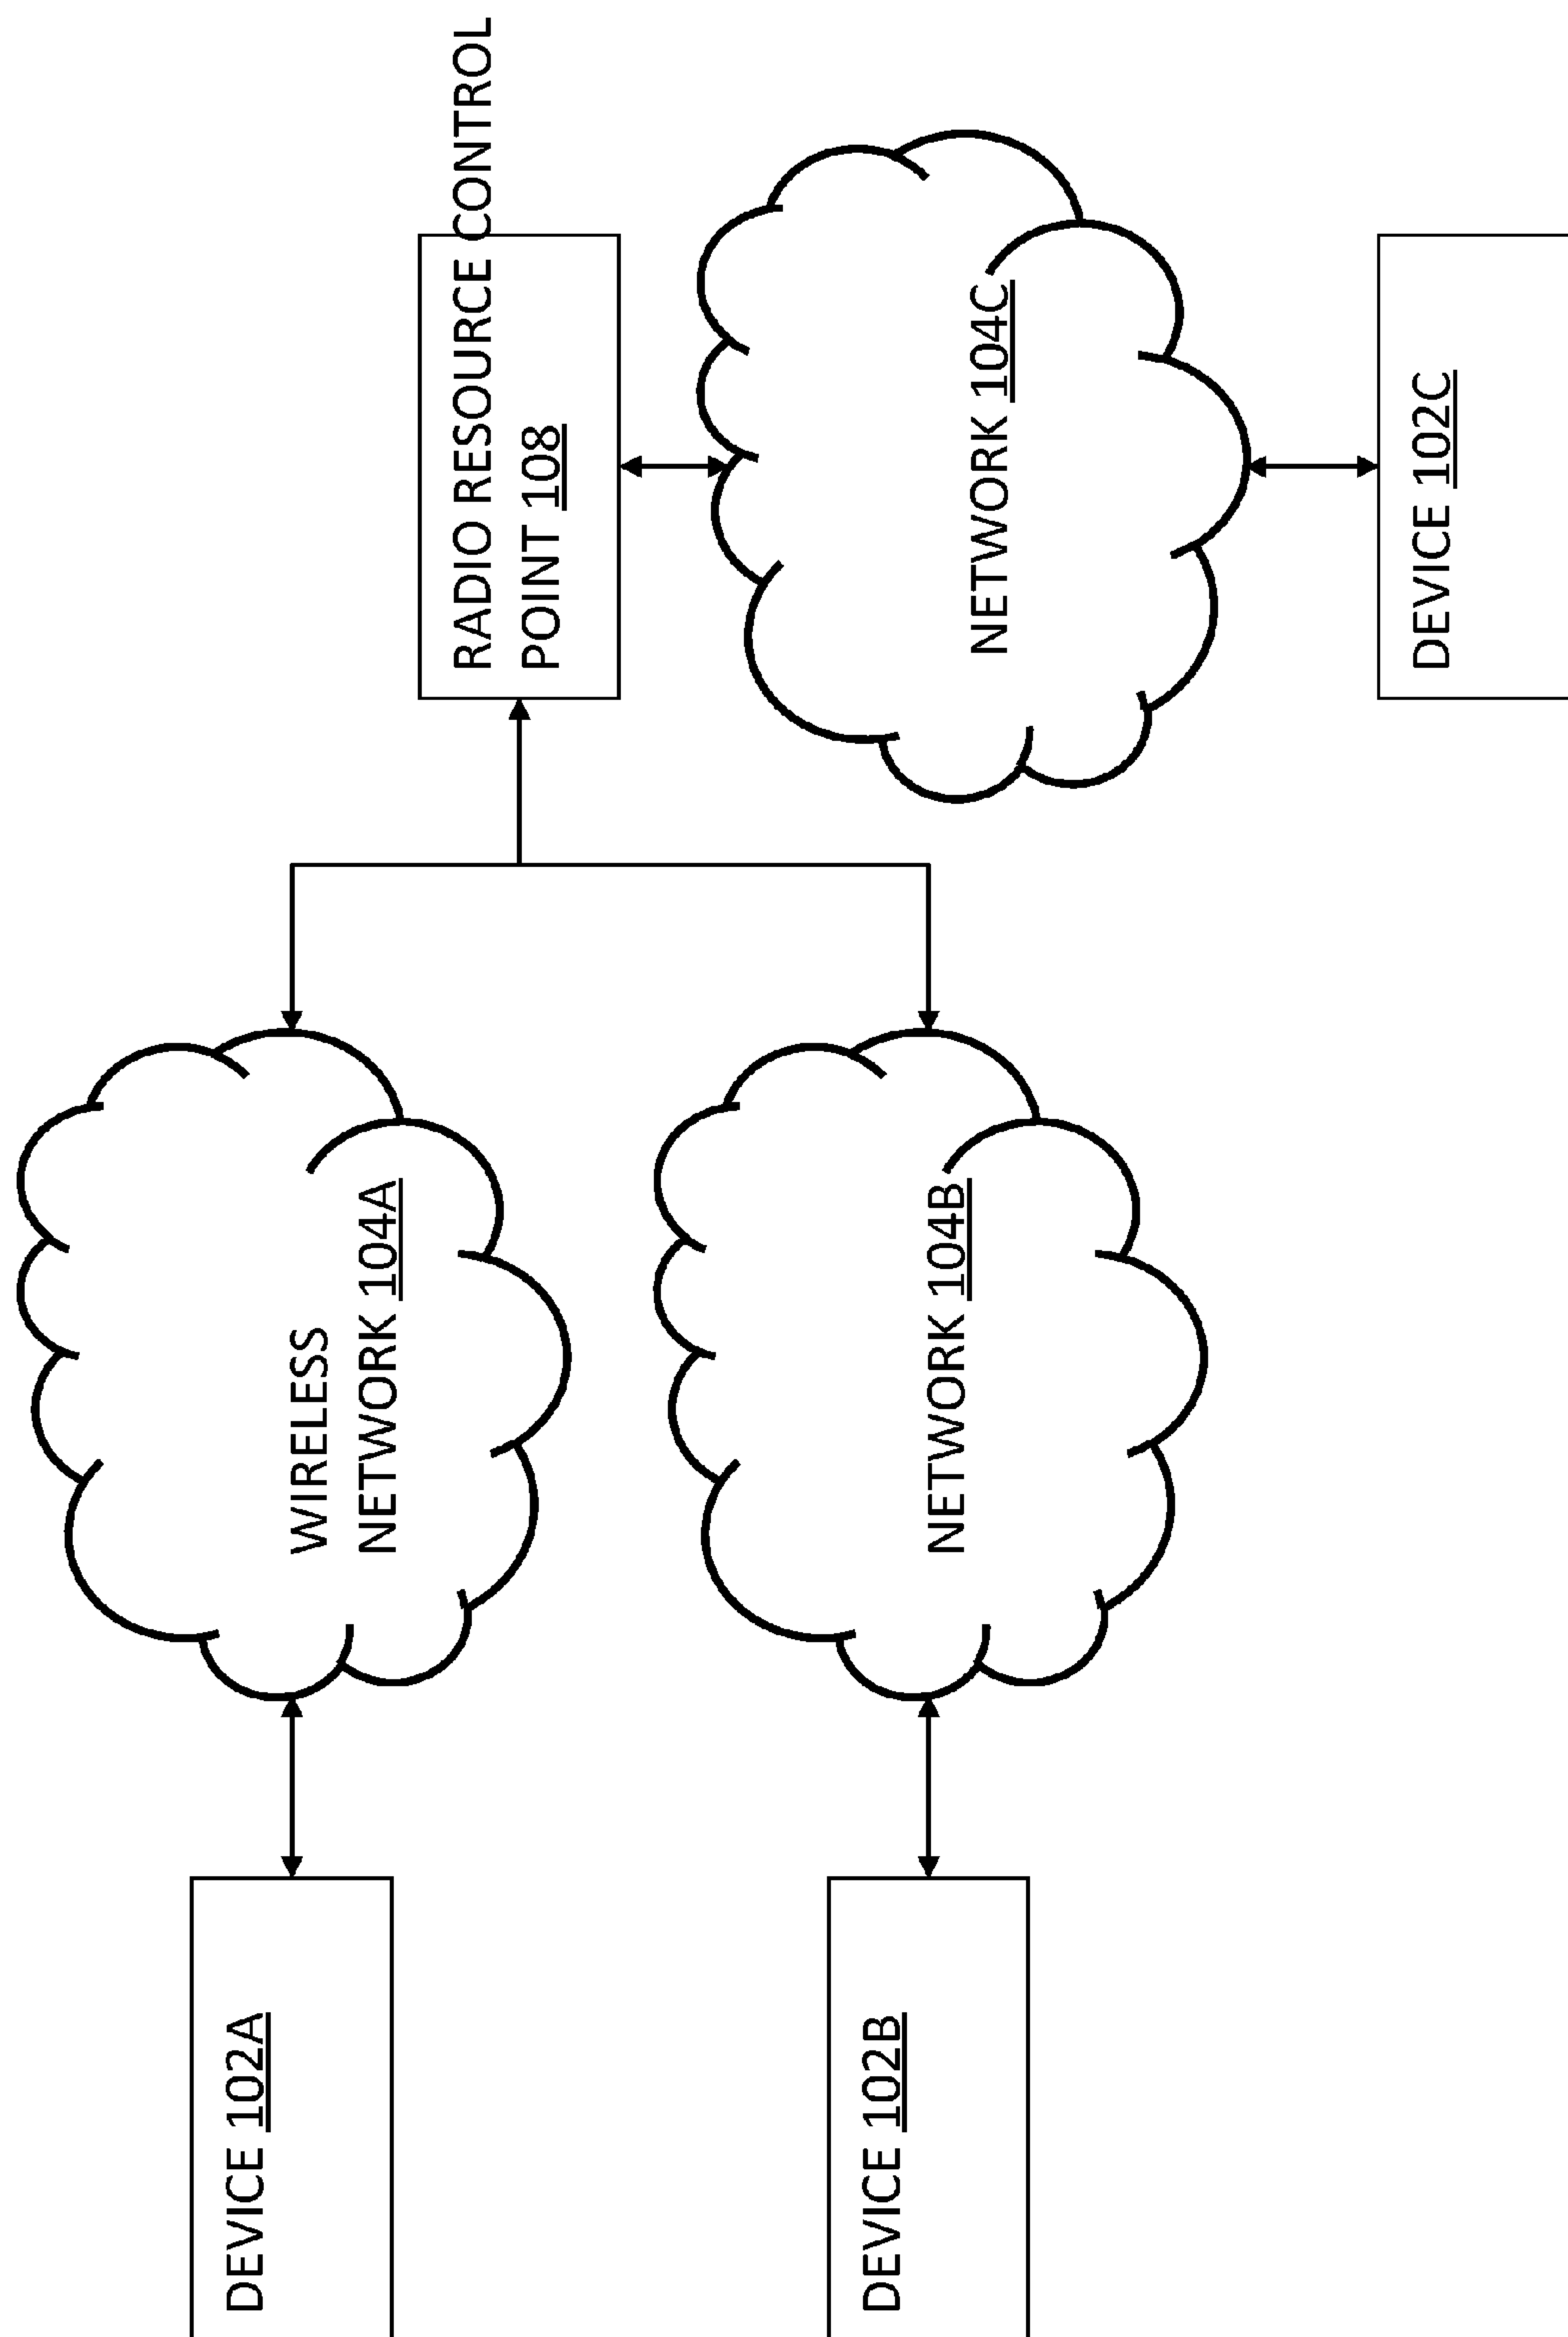 DEVICE 102A
WIRELESS
NETWORK 104A
RADIO RESOURCE CONTROL
POINT 108
DEVICE 102B
NETWORK 104B
NETWORK 104C
DEVICE 102C